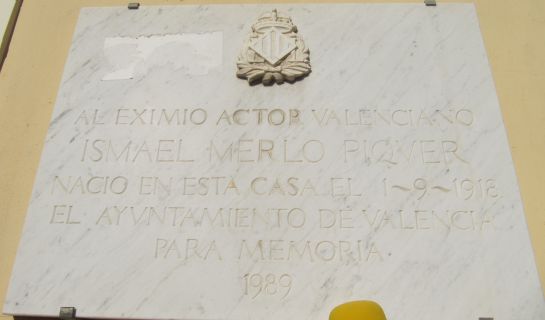 AL EXIMIO ACTOR VALENCIANO
ISMAEL MERLO PIQVER
NACIO EN ESTA CASA EL 1~9~1918
EL AYVNTAMIENTO DE VALENCIA
PARA MEMORIA
1989